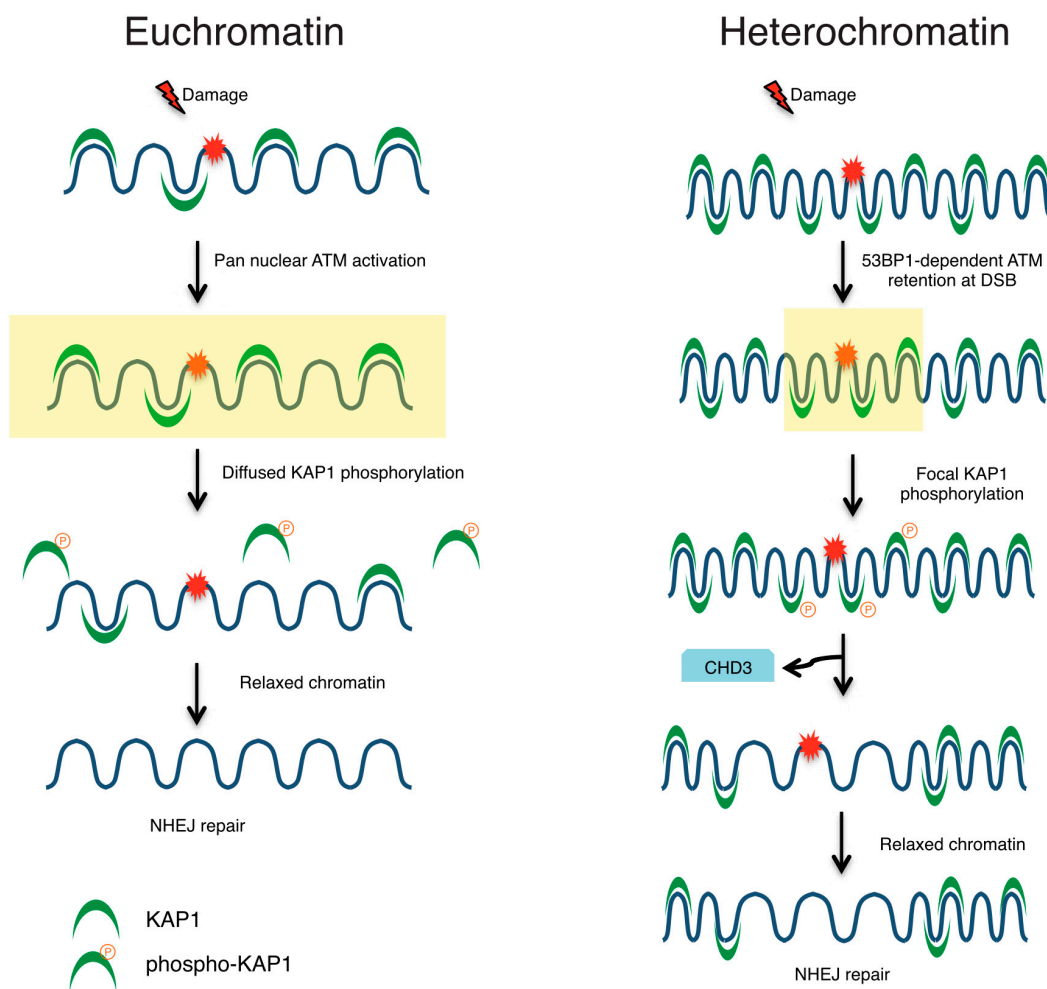 Euchromatin
Damage
Pan nuclear ATM activation
Diffused KAP1 phosphorylation
P
P
P
Relaxed chromatin
NHEJ repair
KAP1
P
phospho-KAP1
Heterochromatin
Damage
53BP1-dependent ATM
retention at DSB
Focal KAP1
phosphorylation
P
P
P
CHD3
Relaxed chromatin
NHEJ repair